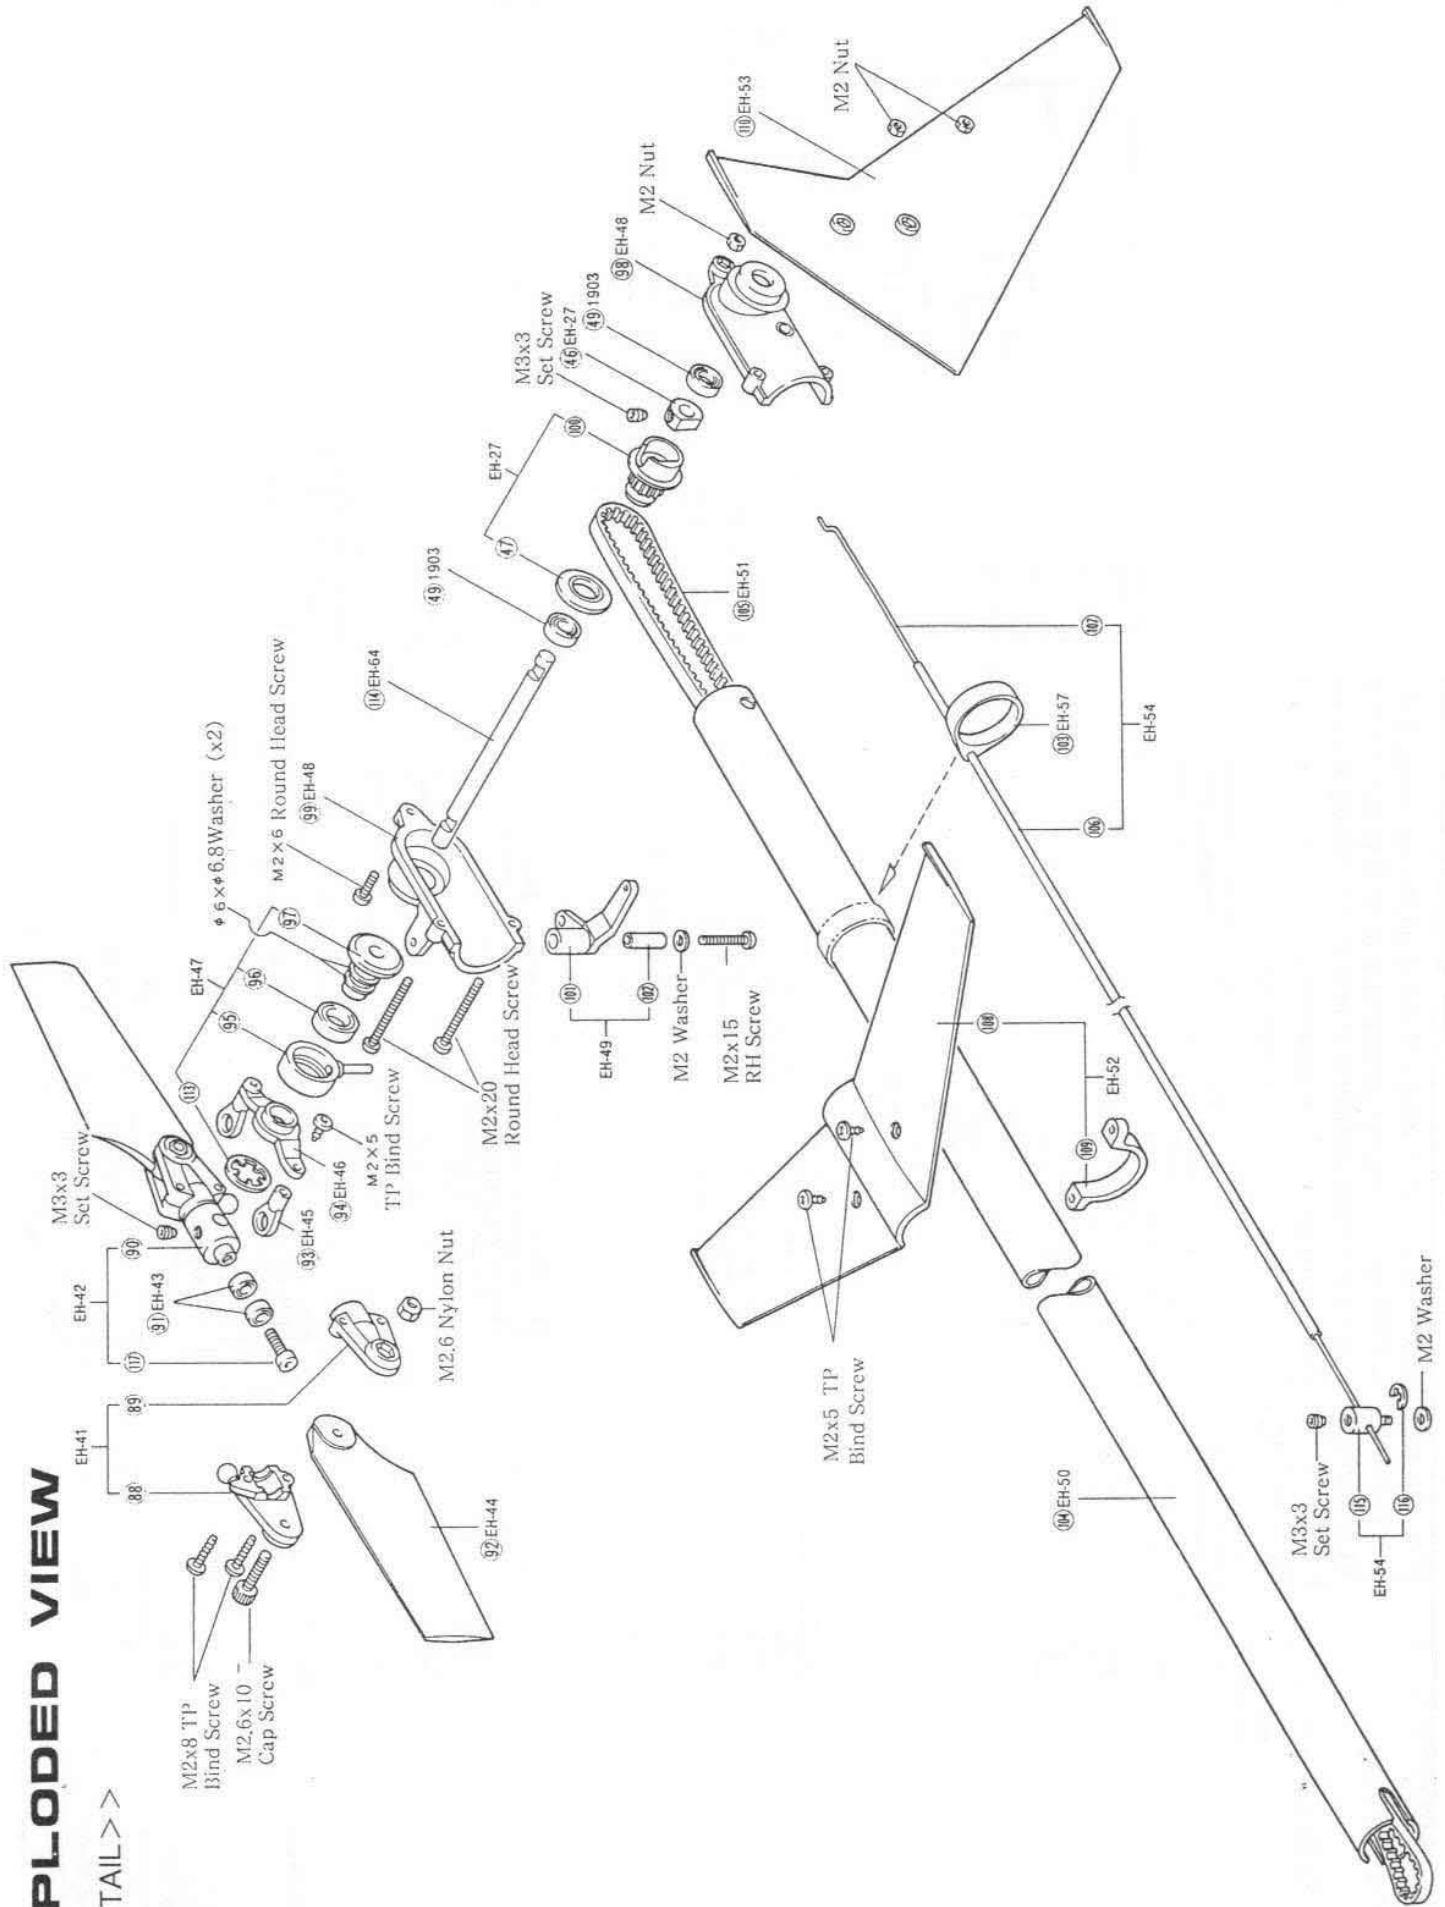 PLODED VIEW
TAIL>>
M2x8 TP
Bind Screw
M2.6x10
Cap Screw
EH-41
88
89
92 EH-44
M2.6 Nylon Nut
EH-42
117
91 EH-43
90
M3x3
Set Screw
93 EH-45
94 EH-46
M2×5
TP Bind Screw
EH-47
113
95
96
97
φ6×φ6.8Washer (x2)
M2×6 Round Head Screw
99 EH-48
M2x20
Round Head Screw
114 EH-64
49 1903
EH-27
47
100
M3x3
Set Screw
46 EH-27
49 1903
98 EH-48
M2 Nut
110 EH-53
M2 Nut
EH-49
101
102
M2 Washer
M2x15
RH Screw
105 EH-51
107
103 EH-57
EH-54
106
108
EH-52
109
M2x5 TP
Bind Screw
104 EH-50
M3x3
Set Screw
115
116
EH-54
M2 Washer